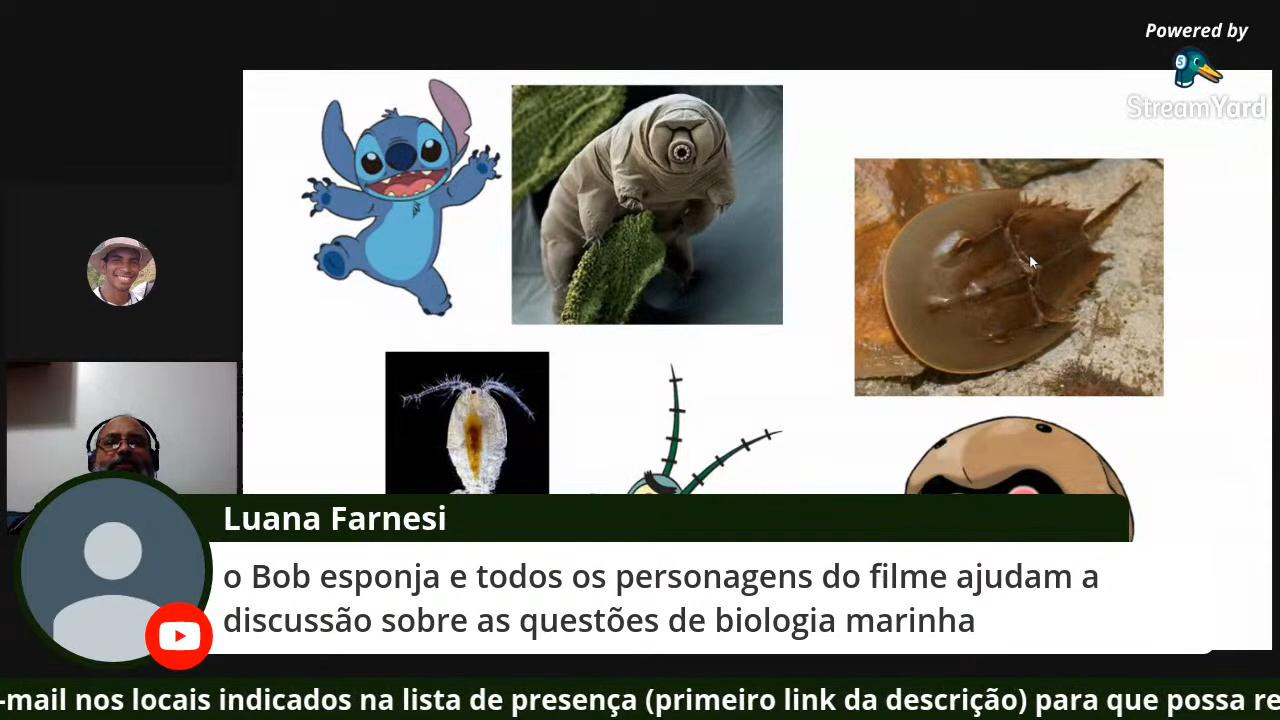 Powered by
StreamYard
Luana Farnesi
o Bob esponja e todos os personagens do filme ajudam a
discussão sobre as questões de biologia marinha
-mail nos locais indicados na lista de presença (primeiro link da descrição) para que possa re